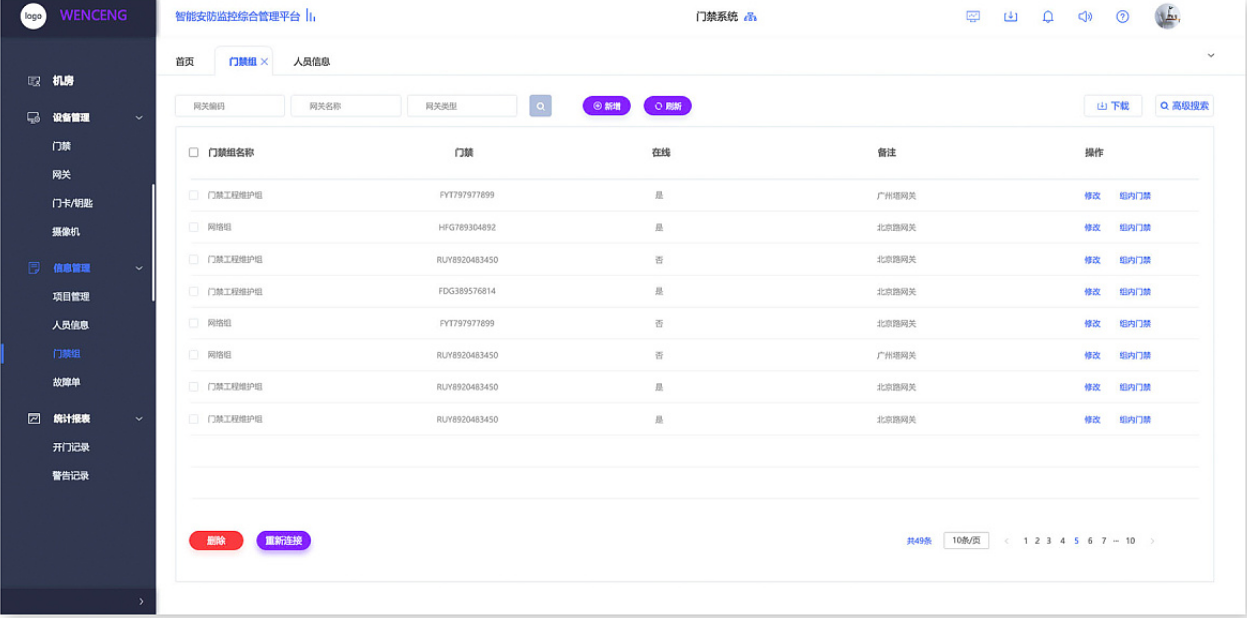 logo WENCENG
智能安防监控综合管理平台
门禁系统
首页 门禁组 人员信息
机房
设备管理
门禁
网关
门卡/钥匙
摄像机
信息管理
项目管理
人员信息
门禁组
故障单
统计报表
开门记录
警告记录
网关编码 网关名称 网关类型 新增 刷新 下载 高级搜索
门禁组名称 门禁 在线 备注 操作
门禁工程维护组 FYT797977899 是 广州塔网关 修改 组内门禁
网络组 HFG789304892 是 北京路网关 修改 组内门禁
门禁工程维护组 RUY8920483450 否 北京路网关 修改 组内门禁
门禁工程维护组 FDG389576814 是 北京路网关 修改 组内门禁
网络组 FYT797977899 否 北京路网关 修改 组内门禁
网络组 RUY8920483450 否 广州塔网关 修改 组内门禁
门禁工程维护组 RUY8920483450 是 北京路网关 修改 组内门禁
门禁工程维护组 RUY8920483450 是 北京路网关 修改 组内门禁
删除 重新连接 共49条 10条/页 < 1 2 3 4 5 6 7 ··· 10 >